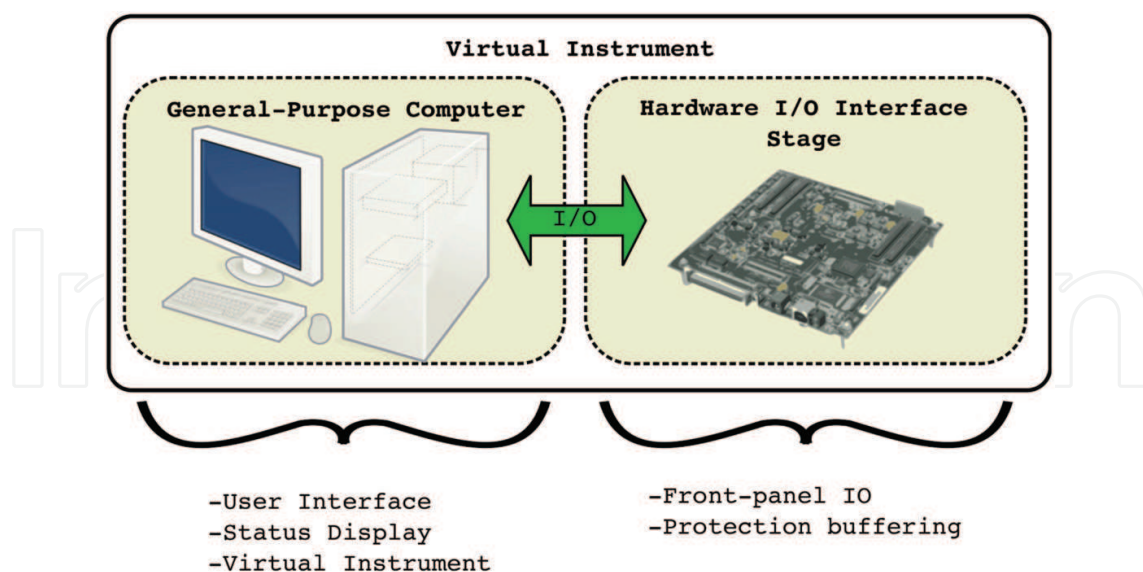 Virtual Instrument
General-Purpose Computer
Hardware I/O Interface
Stage
I/O
-User Interface
-Status Display
-Virtual Instrument
-Front-panel IO
-Protection buffering